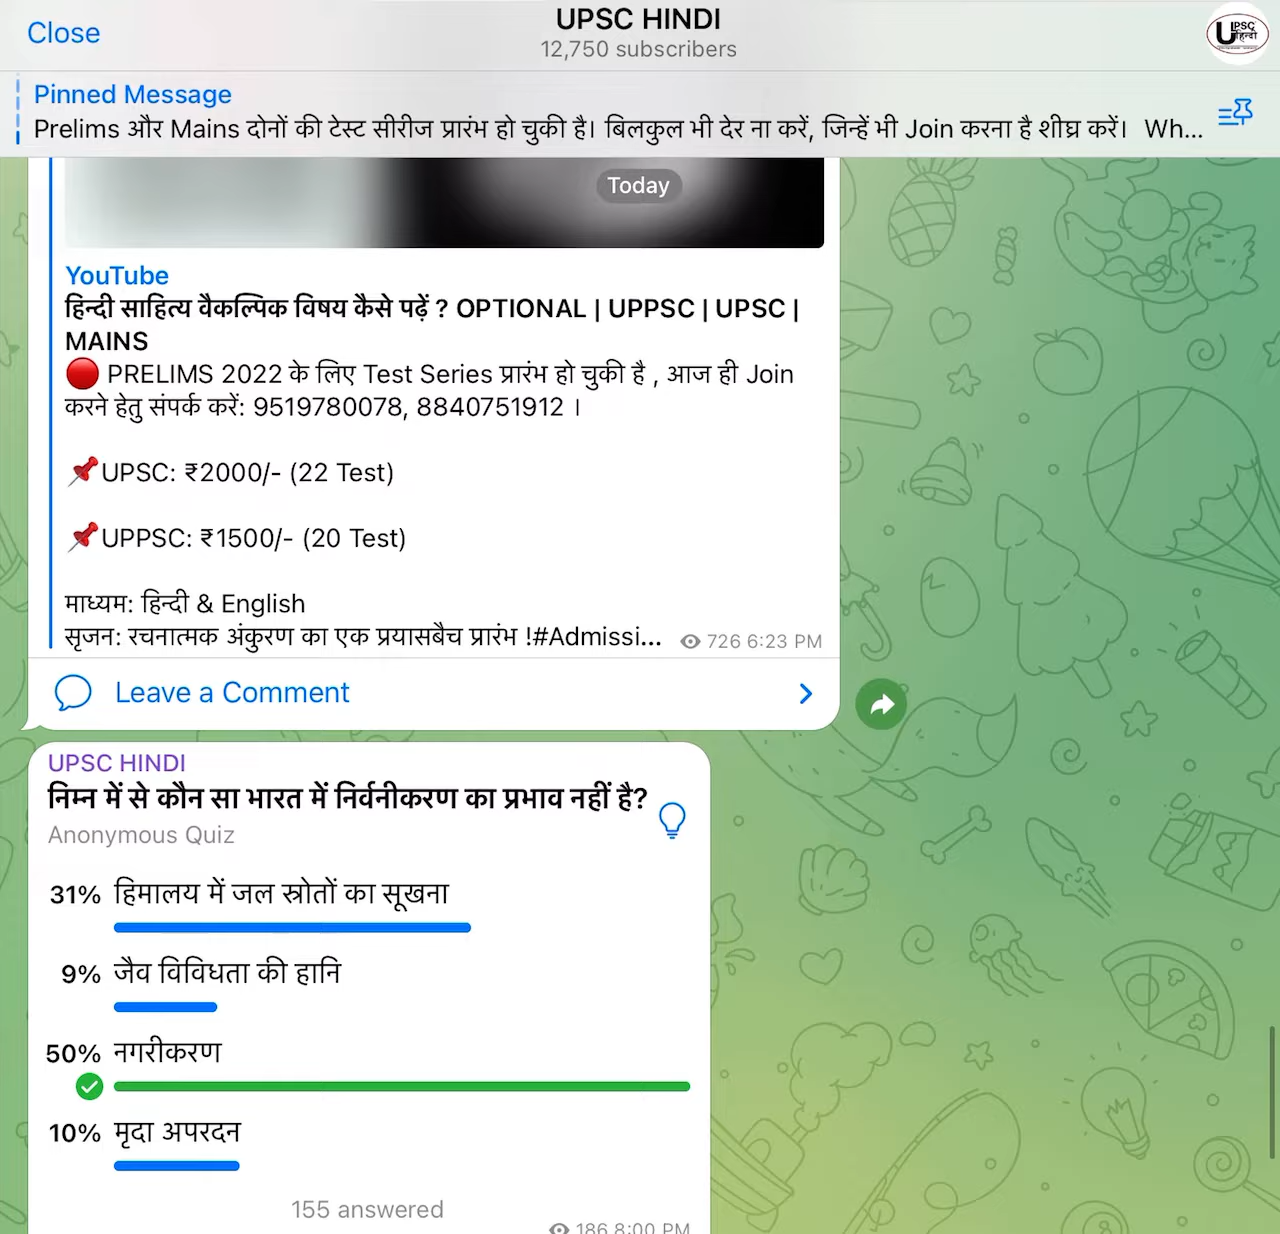 Close
UPSC HINDI
12,750 subscribers
UPSC
हिन्दी
Pinned Message
Prelims और Mains दोनों की टेस्ट सीरीज प्रारंभ हो चुकी है। बिलकुल भी देर ना करें, जिन्हें भी Join करना है शीघ्र करें। Wh...
Today
YouTube
हिन्दी साहित्य वैकल्पिक विषय कैसे पढ़ें ? OPTIONAL | UPPSC | UPSC |
MAINS
🔴 PRELIMS 2022 के लिए Test Series प्रारंभ हो चुकी है , आज ही Join
करने हेतु संपर्क करें: 9519780078, 8840751912 ।
📌UPSC: ₹2000/- (22 Test)
📌UPPSC: ₹1500/- (20 Test)
माध्यम: हिन्दी & English
सृजन: रचनात्मक अंकुरण का एक प्रयासबैच प्रारंभ !#Admissi... 726 6:23 PM
Leave a Comment
UPSC HINDI
निम्न में से कौन सा भारत में निर्वनीकरण का प्रभाव नहीं है?
Anonymous Quiz
31% हिमालय में जल स्रोतों का सूखना
9% जैव विविधता की हानि
50% नगरीकरण
10% मृदा अपरदन
155 answered
186 8:00 PM